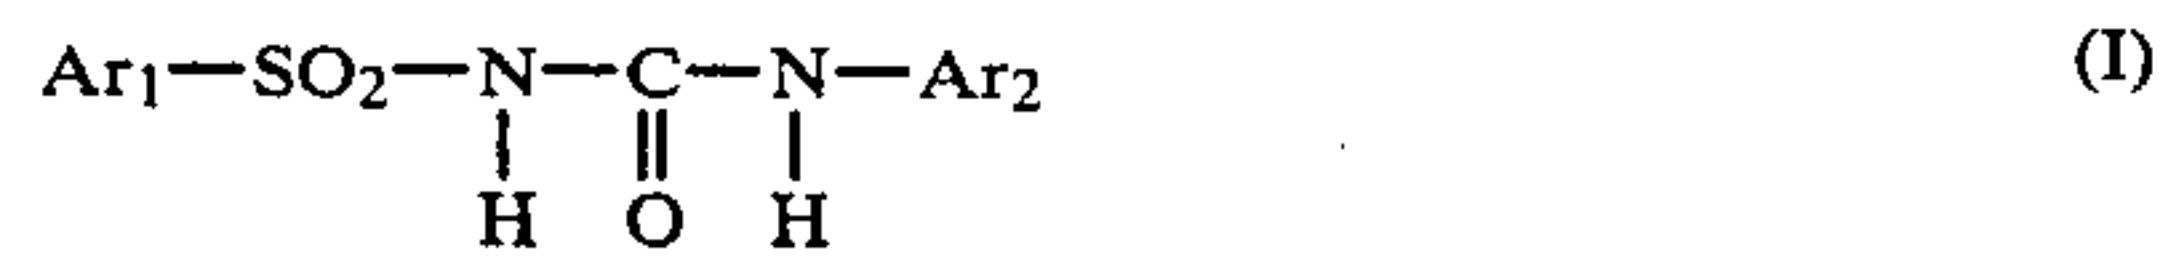 Ar₁—SO₂—N—C—N—Ar₂ (I)
H O H